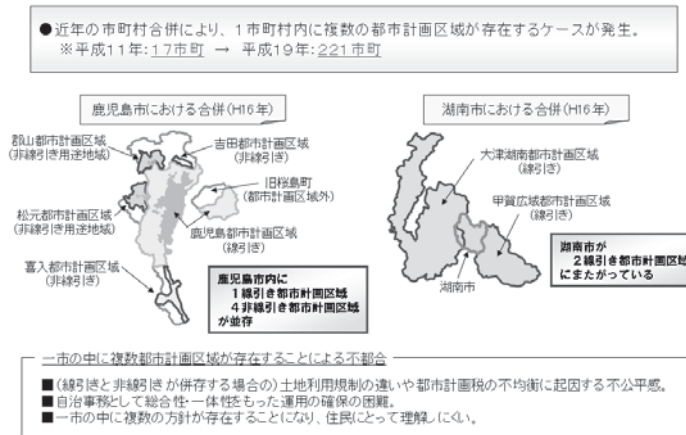 ●近年の市町村合併により、1市町村内に複数の都市計画区域が存在するケースが発生。
※平成11年:17市町 → 平成19年:221市町
鹿児島市における合併(H16年)
郡山都市計画区域
(非線引き用途地域)
吉田都市計画区域
(非線引き)
旧桜島町
(都市計画区域外)
松元都市計画区域
(非線引き用途地域)
鹿児島都市計画区域
(線引き)
喜入都市計画区域
(非線引き)
鹿児島市内に
1線引き都市計画区域
4非線引き都市計画区域
が並存
湖南市における合併(H16年)
大津湖南都市計画区域
(線引き)
甲賀広域都市計画区域
(線引き)
湖南市
湖南市が
2線引き都市計画区域
にまたがっている
一市の中に複数都市計画区域が存在することによる不都合
■(線引きと非線引きが併存する場合の)土地利用規制の違いや都市計画税の不均衡に起因する不公平感。
■自治事務として総合性・一体性をもった運用の確保の困難。
■一市の中に複数の方針が存在することになり、住民にとって理解しにくい。